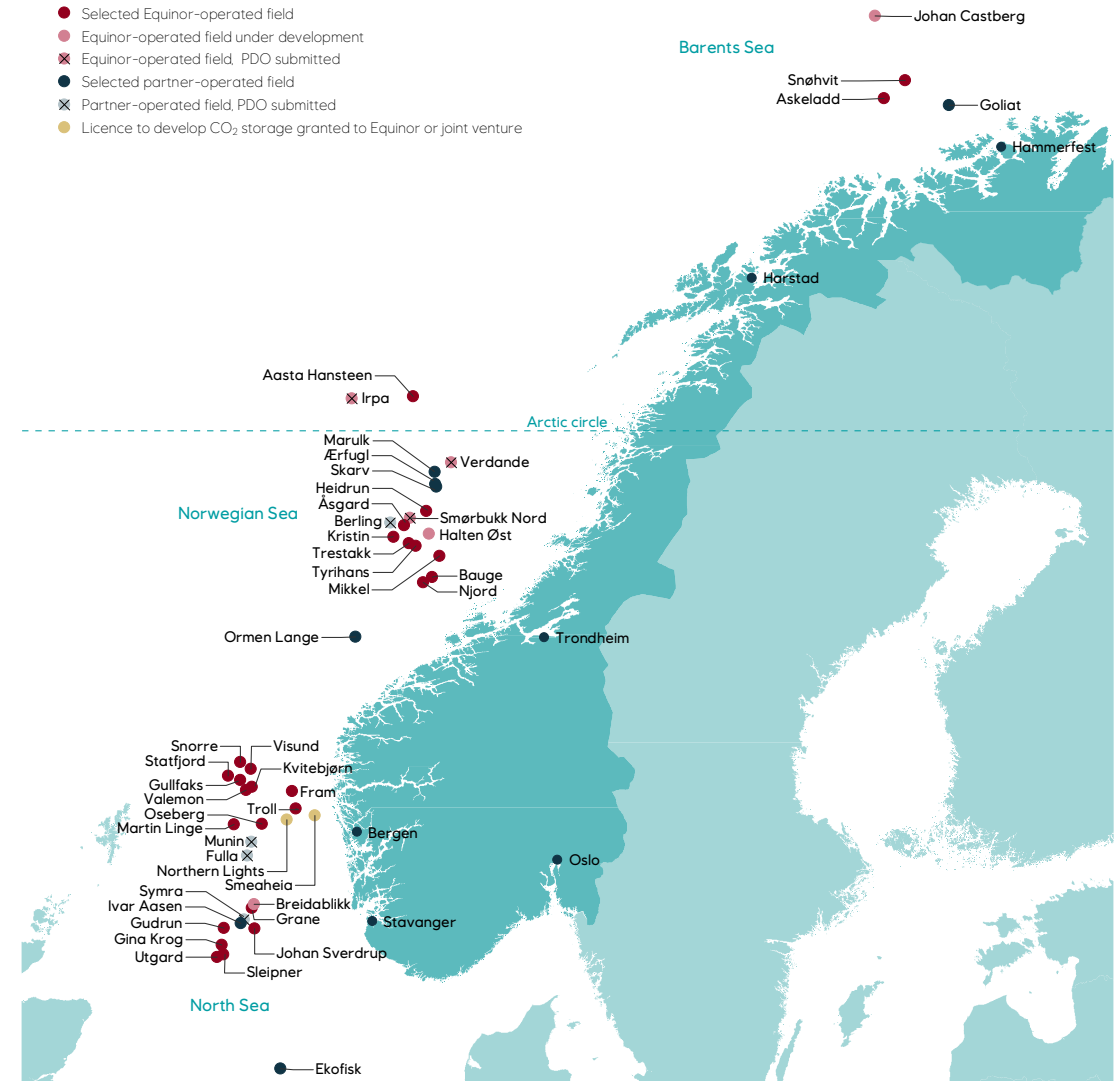 Selected Equinor-operated field
Equinor-operated field under development
Equinor-operated field, PDO submitted
Selected partner-operated field
Partner-operated field, PDO submitted
Licence to develop CO₂ storage granted to Equinor or joint venture
Johan Castberg
Barents Sea
Snøhvit
Askeladd
Goliat
Hammerfest
Harstad
Aasta Hansteen
Irpa
Arctic circle
Marulk
Ærfugl
Skarv
Verdande
Heidrun
Åsgard
Norwegian Sea
Berling
Smørbukk Nord
Kristin
Halten Øst
Trestakk
Tyrihans
Mikkel
Bauge
Njord
Ormen Lange
Trondheim
Snorre
Visund
Statfjord
Kvitebjørn
Gullfaks
Valemon
Fram
Troll
Oseberg
Martin Linge
Bergen
Munin
Fulla
Northern Lights
Smeaheia
Oslo
Symra
Ivar Aasen
Breidablikk
Grane
Gudrun
Stavanger
Gina Krog
Utgard
Johan Sverdrup
Sleipner
North Sea
Ekofisk